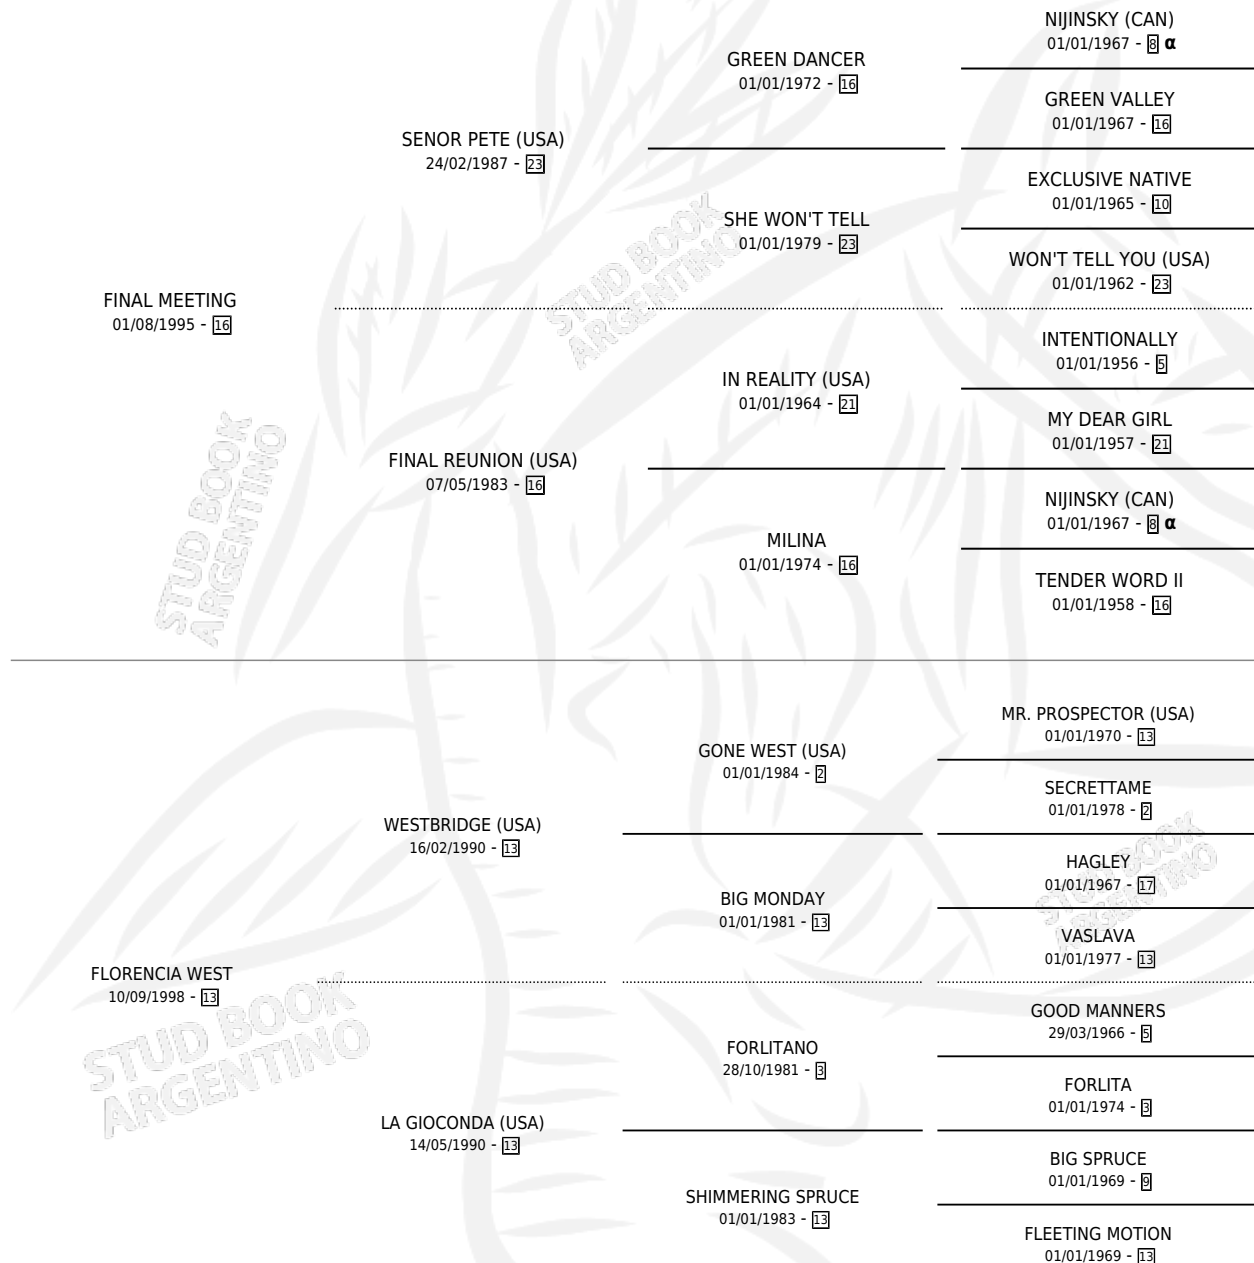 NIJINSKY (CAN)
01/01/1967 - 8 α
GREEN DANCER
01/01/1972 - 16
GREEN VALLEY
01/01/1967 - 16
SENOR PETE (USA)
24/02/1987 - 23
EXCLUSIVE NATIVE
01/01/1965 - 10
SHE WON'T TELL
01/01/1979 - 23
WON'T TELL YOU (USA)
01/01/1962 - 23
FINAL MEETING
01/08/1995 - 16
INTENTIONALLY
01/01/1956 - 5
IN REALITY (USA)
01/01/1964 - 21
MY DEAR GIRL
01/01/1957 - 21
FINAL REUNION (USA)
07/05/1983 - 16
NIJINSKY (CAN)
01/01/1967 - 8 α
MILINA
01/01/1974 - 16
TENDER WORD II
01/01/1958 - 16
MR. PROSPECTOR (USA)
01/01/1970 - 13
GONE WEST (USA)
01/01/1984 - 2
SECRETTAME
01/01/1978 - 2
WESTBRIDGE (USA)
16/02/1990 - 13
HAGLEY
01/01/1967 - 17
BIG MONDAY
01/01/1981 - 13
VASLAVA
01/01/1977 - 13
FLORENCIA WEST
10/09/1998 - 13
GOOD MANNERS
29/03/1966 - 5
FORLITANO
28/10/1981 - 3
FORLITA
01/01/1974 - 3
LA GIOCONDA (USA)
14/05/1990 - 13
BIG SPRUCE
01/01/1969 - 9
SHIMMERING SPRUCE
01/01/1983 - 13
FLEETING MOTION
01/01/1969 - 13
STUD BOOK
ARGENTINO
STUD BOOK
ARGENTINO
STUD BOOK
ARGENTINO
STUD BOOK
ARGENTINO